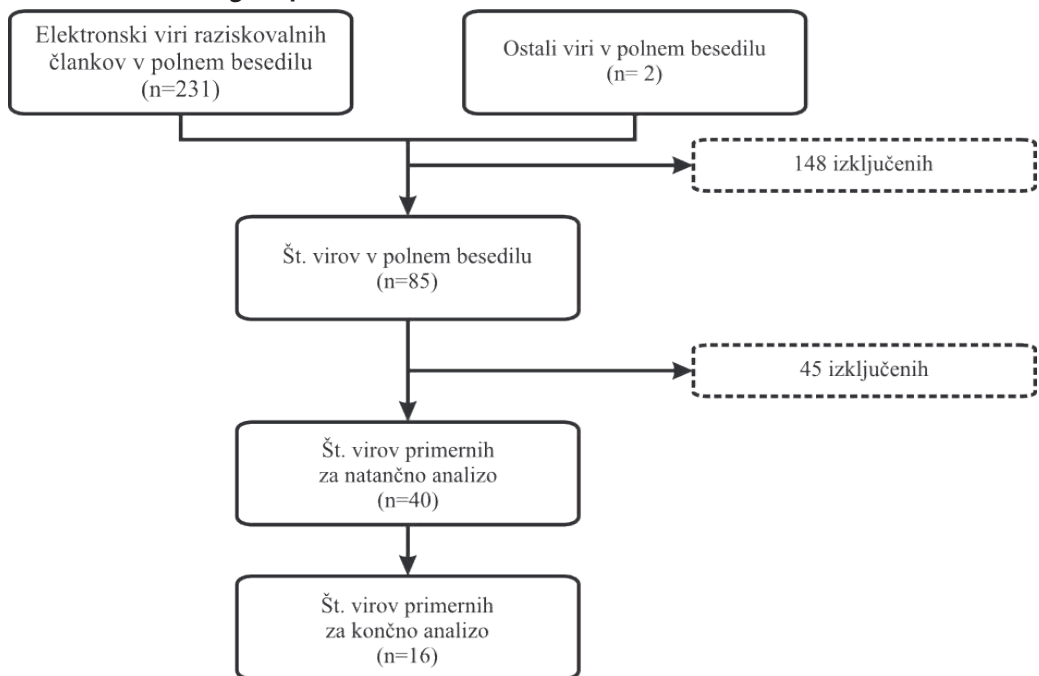 Elektronski viri raziskovalnih
člankov v polnem besedilu
(n=231)
Ostali viri v polnem besedilu
(n= 2)
148 izključenih
Št. virov v polnem besedilu
(n=85)
45 izključenih
Št. virov primernih
za natančno analizo
(n=40)
Št. virov primernih
za končno analizo
(n=16)